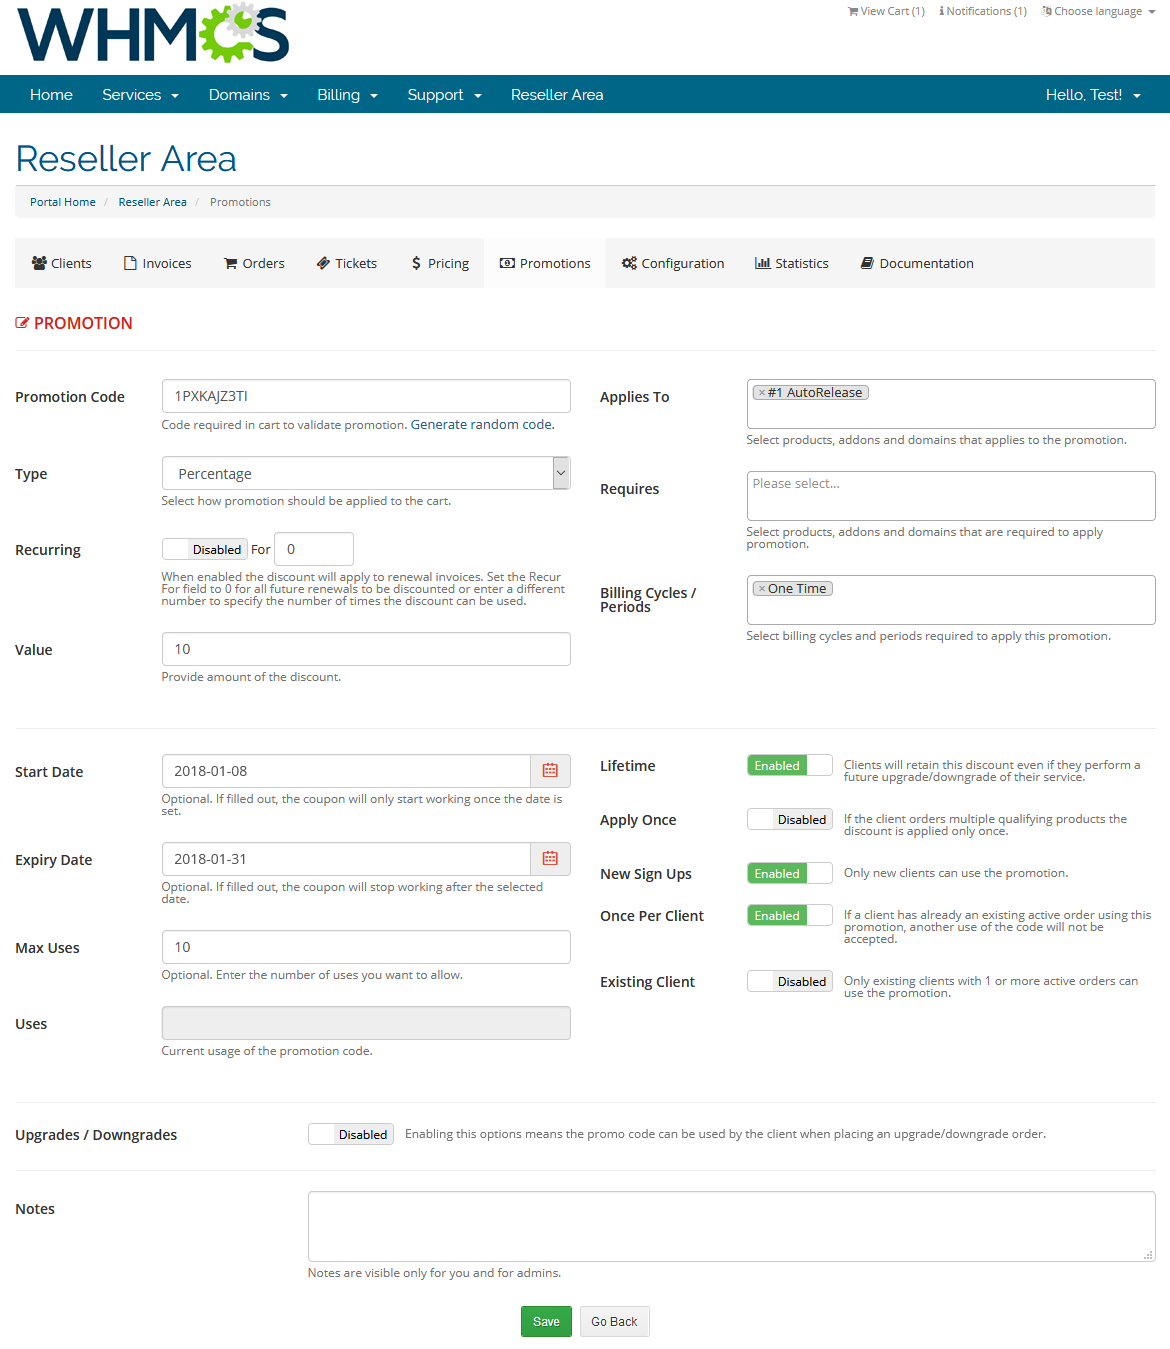 WHMCS
View Cart (1) Notifications (1) Choose language
Home Services Domains Billing Support Reseller Area Hello, Test!
Reseller Area
Portal Home / Reseller Area / Promotions
Clients Invoices Orders Tickets Pricing Promotions Configuration Statistics Documentation
PROMOTION
Promotion Code 1PXKAJZ3TI
Code required in cart to validate promotion. Generate random code.
Type Percentage
Select how promotion should be applied to the cart.
Recurring Disabled For 0
When enabled the discount will apply to renewal invoices. Set the Recur
For field to 0 for all future renewals to be discounted or enter a different
number to specify the number of times the discount can be used.
Value 10
Provide amount of the discount.
Applies To × #1 AutoRelease
Select products, addons and domains that applies to the promotion.
Requires Please select...
Select products, addons and domains that are required to apply
promotion.
Billing Cycles /
Periods
× One Time
Select billing cycles and periods required to apply this promotion.
Start Date 2018-01-08
Optional. If filled out, the coupon will only start working once the date is
set.
Expiry Date 2018-01-31
Optional. If filled out, the coupon will stop working after the selected
date.
Max Uses 10
Optional. Enter the number of uses you want to allow.
Uses
Current usage of the promotion code.
Lifetime Enabled Clients will retain this discount even if they perform a
future upgrade/downgrade of their service.
Apply Once Disabled If the client orders multiple qualifying products the
discount is applied only once.
New Sign Ups Enabled Only new clients can use the promotion.
Once Per Client Enabled If a client has already an existing active order using this
promotion, another use of the code will not be
accepted.
Existing Client Disabled Only existing clients with 1 or more active orders can
use the promotion.
Upgrades / Downgrades Disabled Enabling this options means the promo code can be used by the client when placing an upgrade/downgrade order.
Notes
Notes are visible only for you and for admins.
Save Go Back